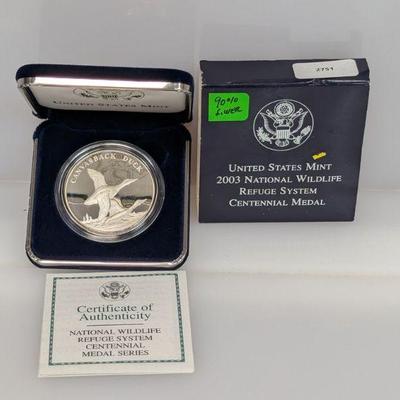 UNITED STATES MINT
CANVASBACK DUCK
90%
Silver
2751
UNITED STATES MINT
2003 NATIONAL WILDLIFE
REFUGE SYSTEM
CENTENNIAL MEDAL
Certificate of
Authenticity
NATIONAL WILDLIFE
REFUGE SYSTEM
CENTENNIAL
MEDAL SERIES